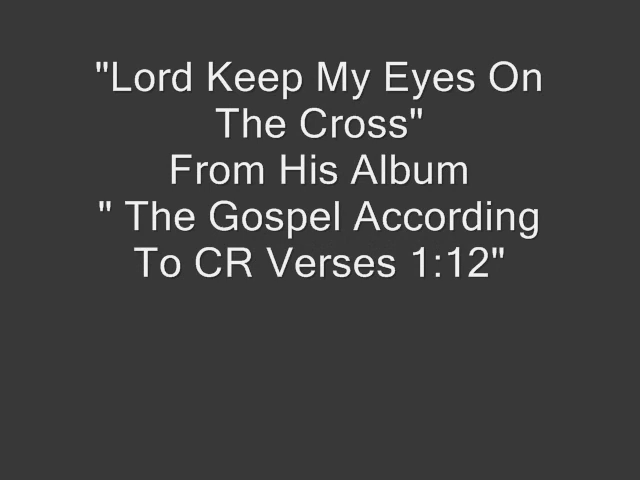 "Lord Keep My Eyes On
The Cross"
From His Album
" The Gospel According
To CR Verses 1:12"